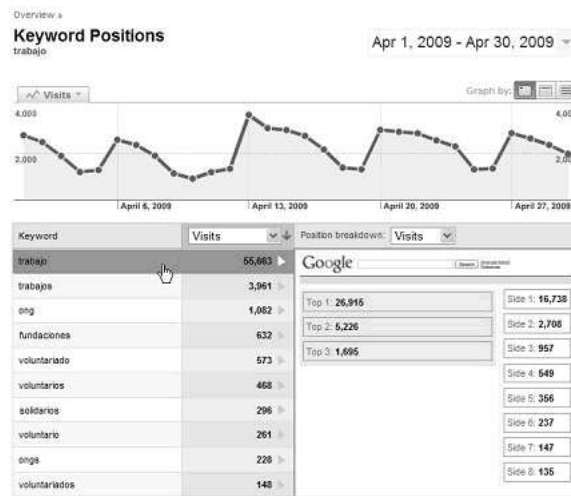 Overview »
Keyword Positions
trabajo
Apr 1, 2009 - Apr 30, 2009
Visits
Graph by:
4,000
4,00
2,000
2,00
April 6, 2009
April 13, 2009
April 20, 2009
April 27, 2009
Keyword
Visits
Position breakdown: Visits
trabajo 55,663
trabajos 3,961
ong 1,082
fundaciones 632
voluntariado 573
voluntarios 468
solidarios 296
voluntario 261
ongs 228
voluntariados 148
Google
Search
Top 1: 26,915
Top 2: 5,226
Top 3: 1,695
Side 1: 16,738
Side 2: 2,708
Side 3: 957
Side 4: 549
Side 5: 356
Side 6: 237
Side 7: 147
Side 8: 135